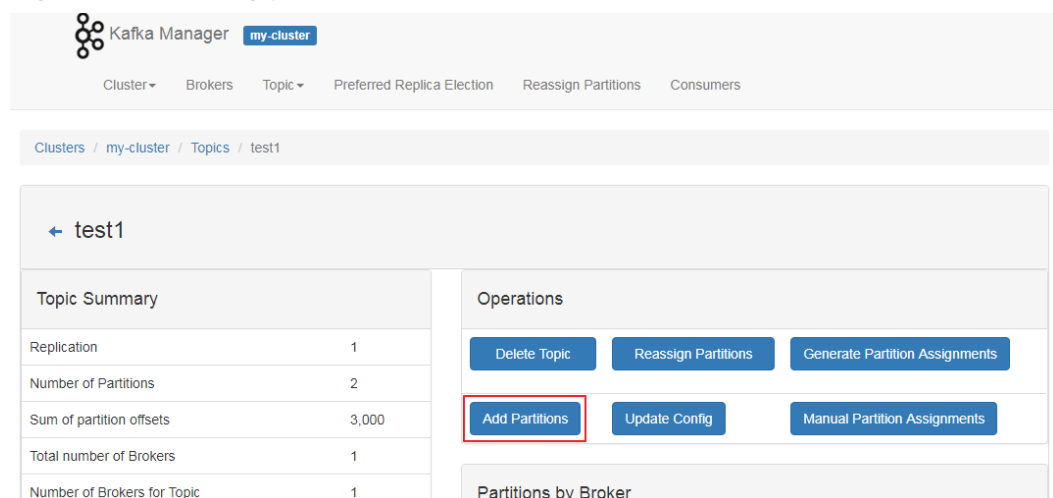 Kafka Manager my-cluster
Cluster Brokers Topic Preferred Replica Election Reassign Partitions Consumers
Clusters / my-cluster / Topics / test1
← test1
Topic Summary
Replication 1
Number of Partitions 2
Sum of partition offsets 3,000
Total number of Brokers 1
Number of Brokers for Topic 1
Operations
Delete Topic Reassign Partitions Generate Partition Assignments
Add Partitions Update Config Manual Partition Assignments
Partitions by Broker